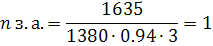 n з. а. = 1635 / 1380 ∙ 0.94 ∙ 3 = 1